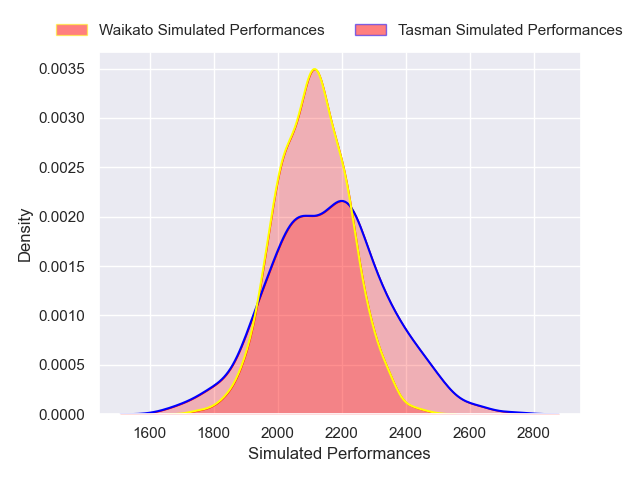 Waikato Simulated Performances
Tasman Simulated Performances
0.0035
0.0030
0.0025
0.0020
0.0015
0.0010
0.0005
0.0000
Density
1600 1800 2000 2200 2400 2600 2800
Simulated Performances